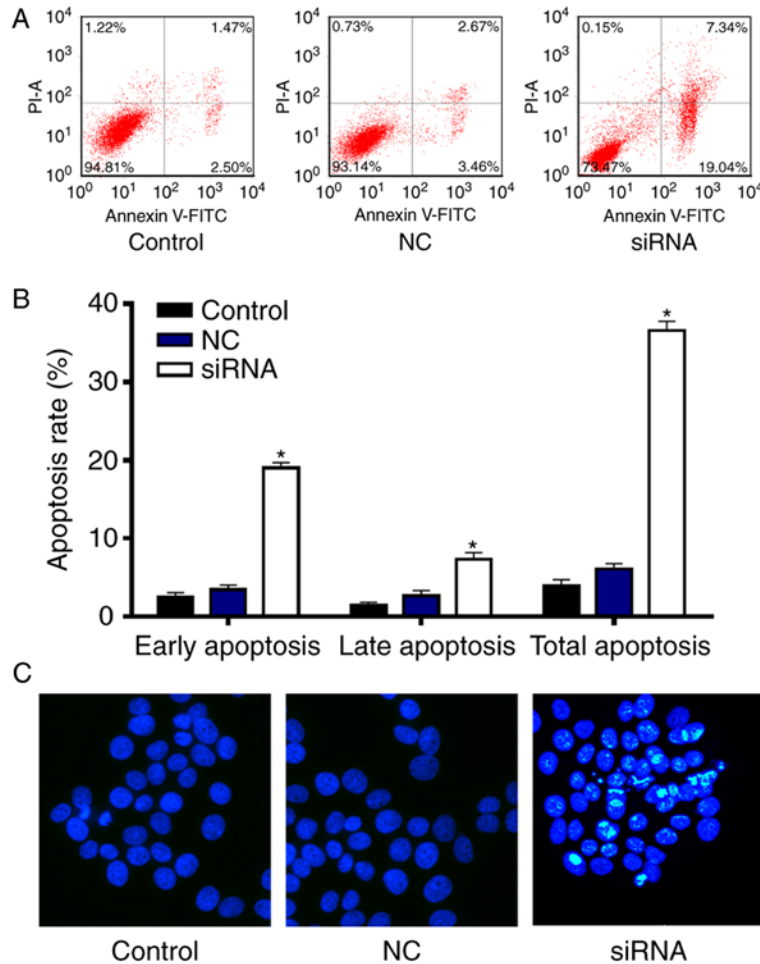 A
1.22% 1.47%
10⁴
10³
10²
10¹
10⁰
PI-A
94.81% 2.50%
10⁰ 10¹ 10² 10³ 10⁴
Annexin V-FITC
Control
0.73% 2.67%
10⁴
10³
10²
10¹
10⁰
PI-A
93.14% 3.46%
10⁰ 10¹ 10² 10³ 10⁴
Annexin V-FITC
NC
0.15% 7.34%
10⁴
10³
10²
10¹
10⁰
PI-A
73.47% 19.04%
10⁰ 10¹ 10² 10³ 10⁴
Annexin V-FITC
siRNA
B
Apoptosis rate (%)
40
30
20
10
0
Control
NC
siRNA
*
*
*
Early apoptosis Late apoptosis Total apoptosis
C
Control NC siRNA